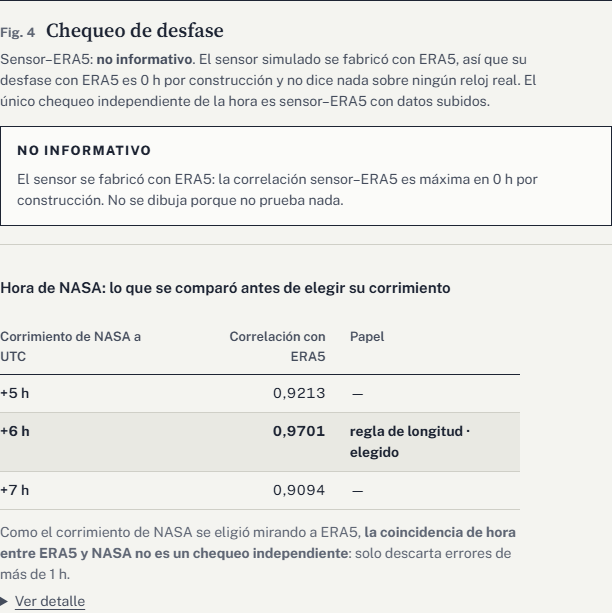 Fig. 4 Chequeo de desfase
Sensor–ERA5: no informativo. El sensor simulado se fabricó con ERA5, así que su
desfase con ERA5 es 0 h por construcción y no dice nada sobre ningún reloj real. El
único chequeo independiente de la hora es sensor–ERA5 con datos subidos.
NO INFORMATIVO
El sensor se fabricó con ERA5: la correlación sensor–ERA5 es máxima en 0 h por
construcción. No se dibuja porque no prueba nada.
Hora de NASA: lo que se comparó antes de elegir su corrimiento
Corrimiento de NASA a
UTC
Correlación con
ERA5
Papel
+5 h 0,9213 —
+6 h 0,9701 regla de longitud ·
elegido
+7 h 0,9094 —
Como el corrimiento de NASA se eligió mirando a ERA5, la coincidencia de hora
entre ERA5 y NASA no es un chequeo independiente: solo descarta errores de
más de 1 h.
▶ Ver detalle